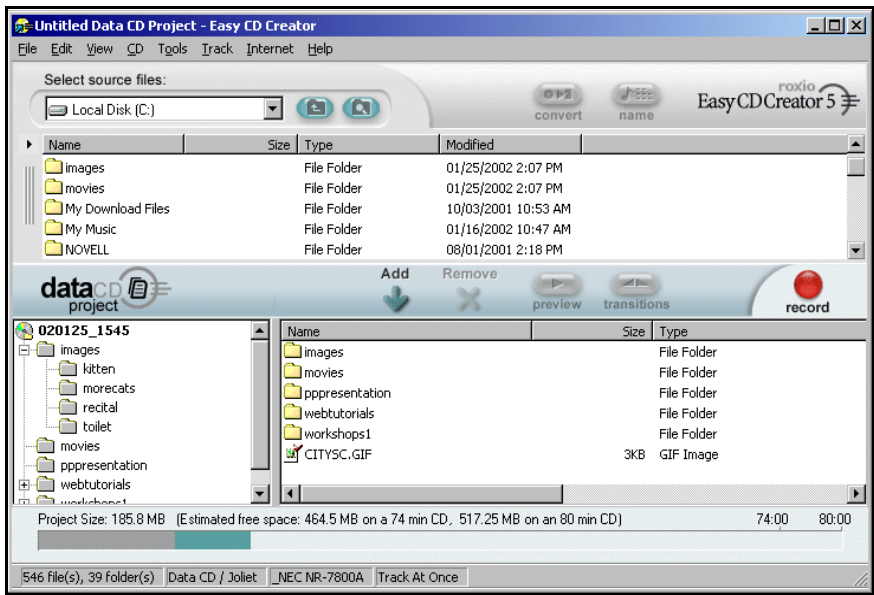 Untitled Data CD Project - Easy CD Creator
File Edit View CD Tools Track Internet Help
Select source files:
Local Disk (C:)
convert
name
roxio
Easy CD Creator 5
Name Size Type Modified
images File Folder 01/25/2002 2:07 PM
movies File Folder 01/25/2002 2:07 PM
My Download Files File Folder 10/03/2001 10:53 AM
My Music File Folder 01/16/2002 10:47 AM
NOVELL File Folder 08/01/2001 2:18 PM
dataCD
project
Add
Remove
preview
transitions
record
020125_1545
images
kitten
morecats
recital
toilet
movies
pppresentation
webtutorials
workshops1
Name Size Type
images File Folder
movies File Folder
pppresentation File Folder
webtutorials File Folder
workshops1 File Folder
CITYSC.GIF 3KB GIF Image
Project Size: 185.8 MB (Estimated free space: 464.5 MB on a 74 min CD, 517.25 MB on an 80 min CD) 74:00 80:00
546 file(s), 39 folder(s) Data CD / Joliet _NEC NR-7800A Track At Once